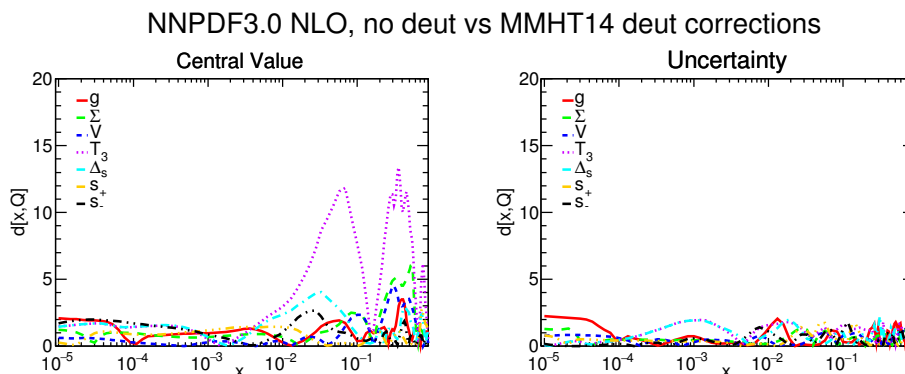 NNPDF3.0 NLO, no deut vs MMHT14 deut corrections
Central Value
20
15
10
5
0
d[x,Q]
g
Σ
V
T₃
Δₛ
s₊
s₋
10⁻⁵ 10⁻⁴ 10⁻³ 10⁻² 10⁻¹
x
Uncertainty
20
15
10
5
0
d[x,Q]
g
Σ
V
T₃
Δₛ
s₊
s₋
10⁻⁵ 10⁻⁴ 10⁻³ 10⁻² 10⁻¹
x